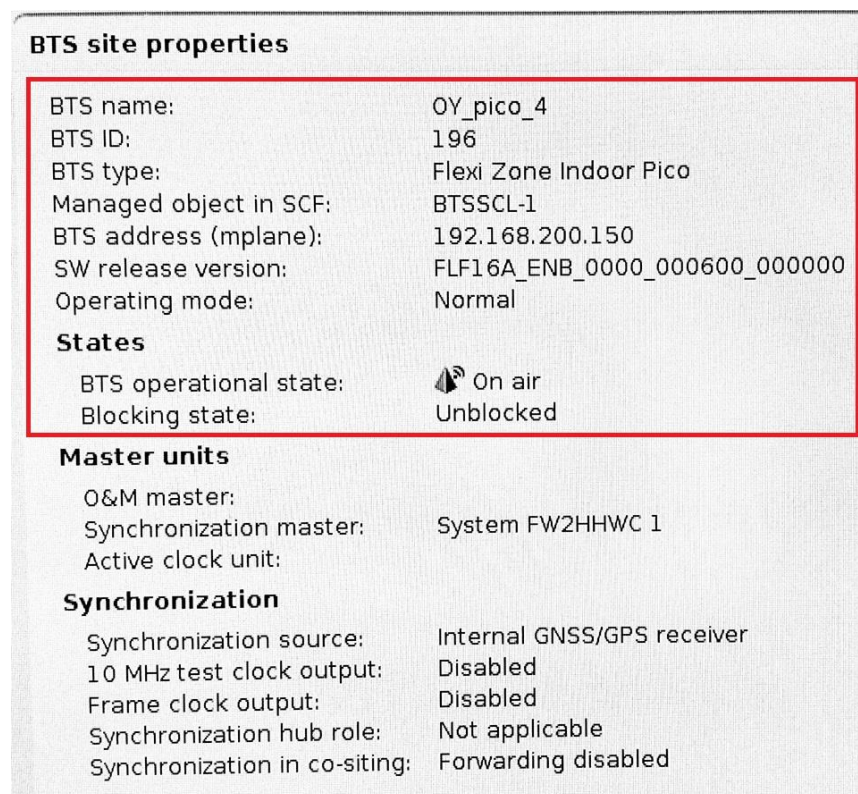 BTS site properties
BTS name: OY_pico_4
BTS ID: 196
BTS type: Flexi Zone Indoor Pico
Managed object in SCF: BTSSCL-1
BTS address (mplane): 192.168.200.150
SW release version: FLF16A_ENB_0000_000600_000000
Operating mode: Normal
States
BTS operational state: On air
Blocking state: Unblocked
Master units
O&M master:
Synchronization master: System FW2HHWC 1
Active clock unit:
Synchronization
Synchronization source: Internal GNSS/GPS receiver
10 MHz test clock output: Disabled
Frame clock output: Disabled
Synchronization hub role: Not applicable
Synchronization in co-siting: Forwarding disabled